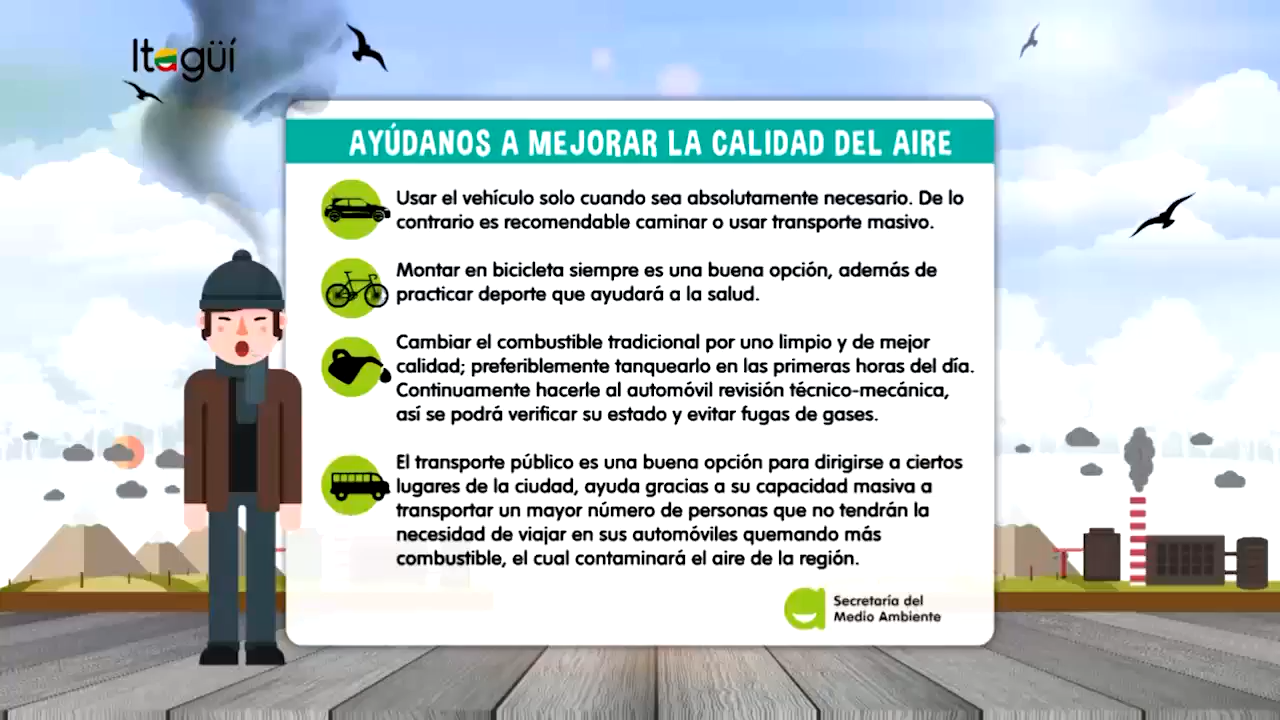 Itagüí
AYÚDANOS A MEJORAR LA CALIDAD DEL AIRE
Usar el vehículo solo cuando sea absolutamente necesario. De lo
contrario es recomendable caminar o usar transporte masivo.
Montar en bicicleta siempre es una buena opción, además de
practicar deporte que ayudará a la salud.
Cambiar el combustible tradicional por uno limpio y de mejor
calidad; preferiblemente tanquearlo en las primeras horas del día.
Continuamente hacerle al automóvil revisión técnico-mecánica,
así se podrá verificar su estado y evitar fugas de gases.
El transporte público es una buena opción para dirigirse a ciertos
lugares de la ciudad, ayuda gracias a su capacidad masiva a
transportar un mayor número de personas que no tendrán la
necesidad de viajar en sus automóviles quemando más
combustible, el cual contaminará el aire de la región.
Secretaría del
Medio Ambiente